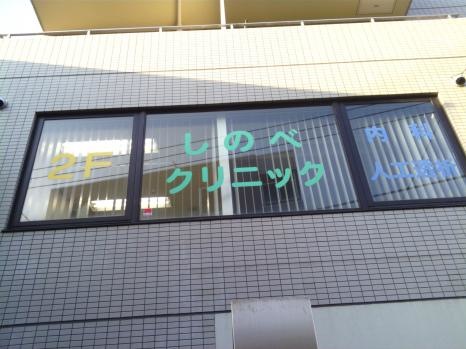 2F
しのべ
クリニック
内科
人工透析